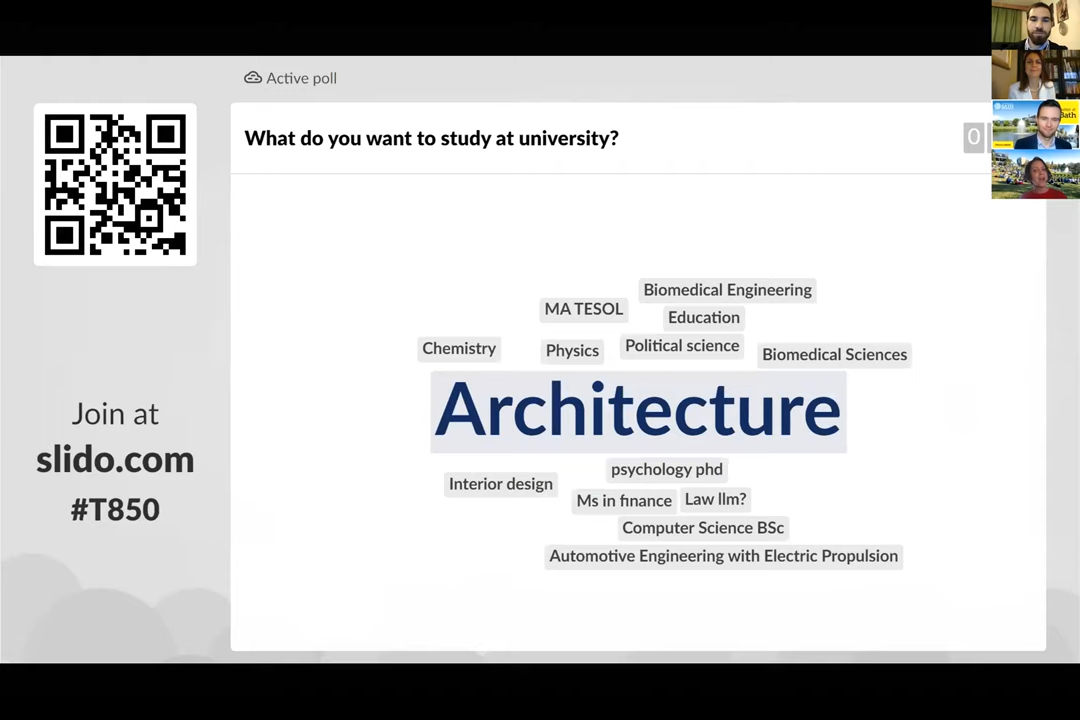 Active poll
What do you want to study at university?
0
Bath
Biomedical Engineering
MA TESOL
Education
Chemistry
Physics
Political science
Biomedical Sciences
Architecture
psychology phd
Interior design
Ms in finance
Law llm?
Computer Science BSc
Automotive Engineering with Electric Propulsion
Join at
slido.com
#T850